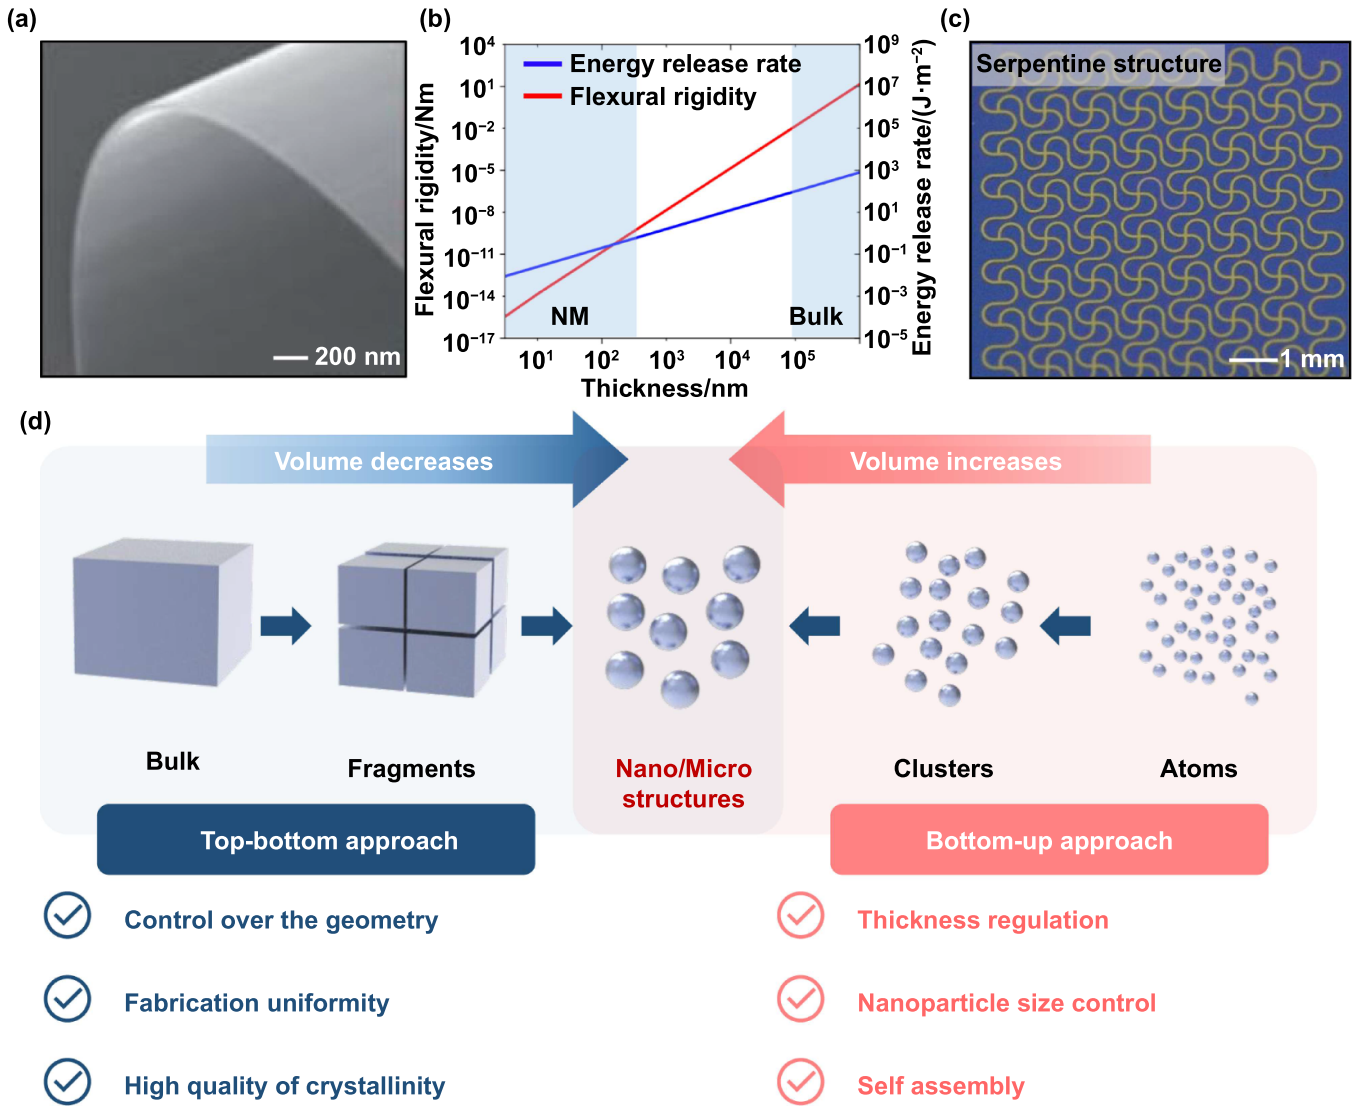 (a)
200 nm
(b)
Flexural rigidity/Nm
10⁴
10¹
10⁻²
10⁻⁵
10⁻⁸
10⁻¹¹
10⁻¹⁴
10⁻¹⁷
Energy release rate
Flexural rigidity
NM
Bulk
10⁹
10⁷
10⁵
10³
10¹
10⁻¹
10⁻³
10⁻⁵
Energy release rate/(J·m⁻²)
10¹ 10² 10³ 10⁴ 10⁵
Thickness/nm
(c)
Serpentine structure
1 mm
(d)
Volume decreases
Volume increases
Bulk
Fragments
Nano/Micro
structures
Clusters
Atoms
Top-bottom approach
Bottom-up approach
Control over the geometry
Fabrication uniformity
High quality of crystallinity
Thickness regulation
Nanoparticle size control
Self assembly